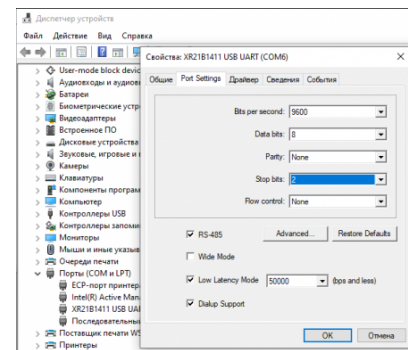 Диспетчер устройств
Файл Действие Вид Справка
User-mode block devic
Аудиовходы и аудиов
Батареи
Биометрические устр
Видеоадаптеры
Встроенное ПО
Дисковые устройства
Звуковые, игровые и
Камеры
Клавиатуры
Компоненты програм
Компьютер
Контроллеры USB
Контроллеры запоми
Мониторы
Мыши и иные указыв
Очереди печати
Порты (COM и LPT)
ECP-порт принтер
Intel(R) Active Man
XR21B1411 USB UA
Последовательны
Поставщик печати WS
Принтеры
Свойства: XR21B1411 USB UART (COM6)
Общие Port Settings Драйвер Сведения События
Bits per second: 9600
Data bits: 8
Parity: None
Stop bits: 2
Flow control: None
RS-485 Advanced... Restore Defaults
Wide Mode
Low Latency Mode 50000 (bps and less)
Dialup Support
OK Отмена